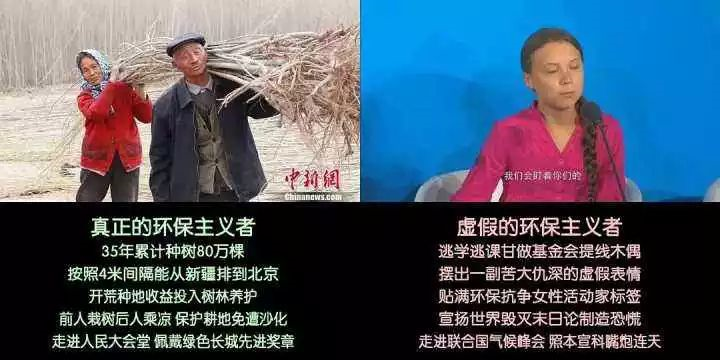 中新網
Chinanews.com
我们会盯着你们的
真正的环保主义者
35年累计种树80万棵
按照4米间隔能从新疆排到北京
开荒种地收益投入树林养护
前人栽树后人乘凉 保护耕地免遭沙化
走进人民大会堂 佩戴绿色长城先进奖章
虚假的环保主义者
逃学逃课甘做基金会提线木偶
摆出一副苦大仇深的虚假表情
贴满环保抗争女性活动家标签
宣扬世界毁灭末日论制造恐慌
走进联合国气候峰会 照本宣科嘴炮连天